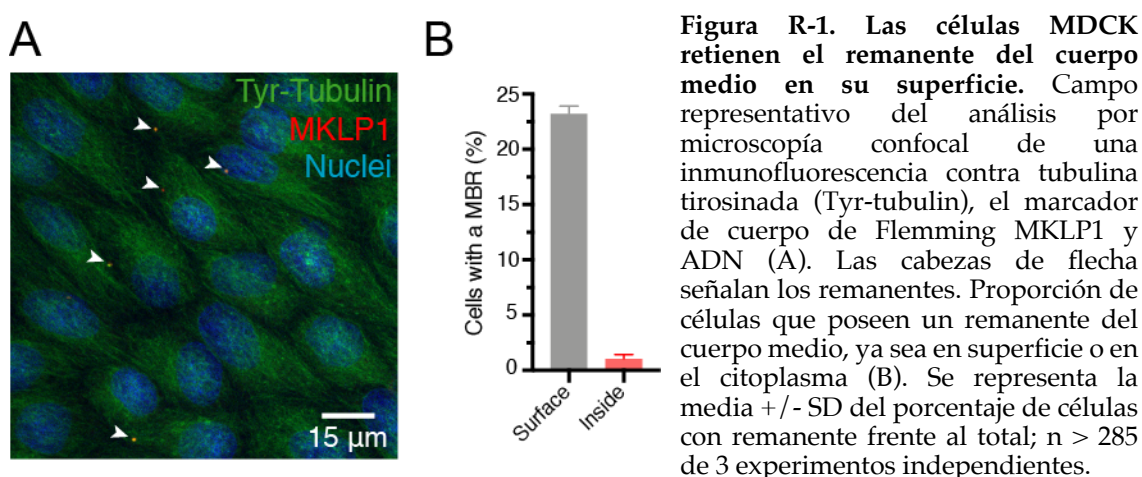 A
Tyr-Tubulin
MKLP1
Nuclei
15 µm
B
Cells with a MBR (%)
25
20
15
10
5
0
Surface
Inside
Figura R-1. Las células MDCK
retienen el remanente del cuerpo
medio en su superficie. Campo
representativo del análisis por
microscopía confocal de una
inmunofluorescencia contra tubulina
tirosinada (Tyr-tubulin), el marcador
de cuerpo de Flemming MKLP1 y
ADN (A). Las cabezas de flecha
señalan los remanentes. Proporción de
células que poseen un remanente del
cuerpo medio, ya sea en superficie o en
el citoplasma (B). Se representa la
media +/- SD del porcentaje de células
con remanente frente al total; n > 285
de 3 experimentos independientes.